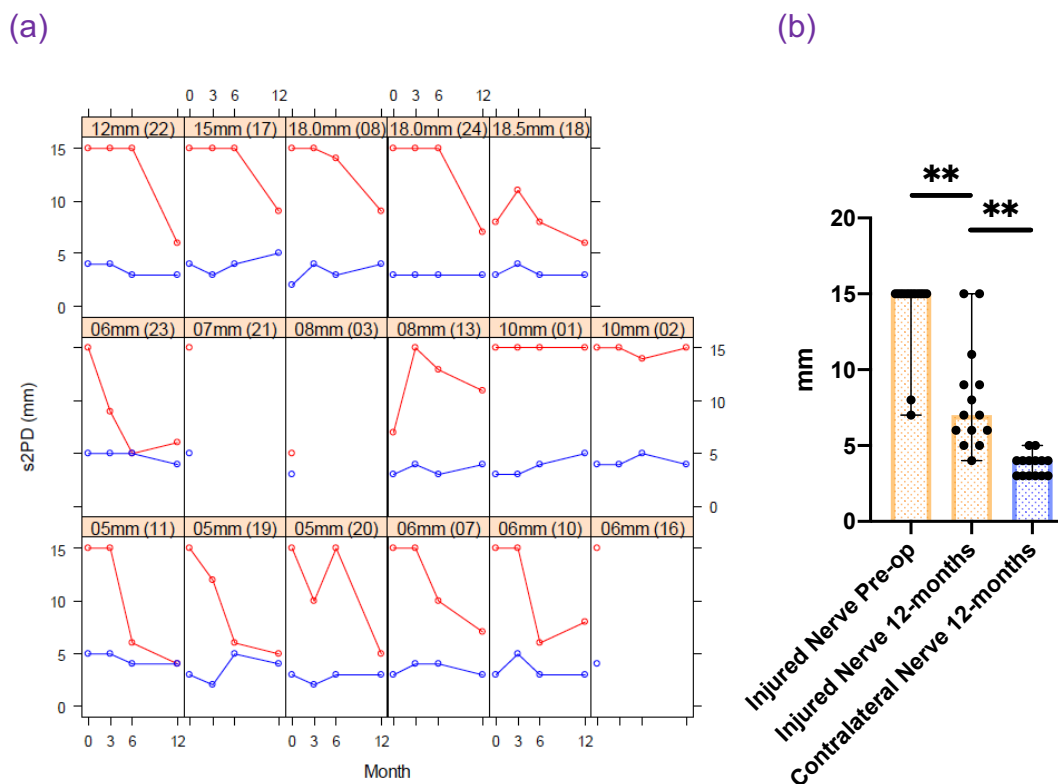 (a)
(b)
0 3 6 12 0 3 6 12
12mm (22) 15mm (17) 18.0mm (08) 18.0mm (24) 18.5mm (18)
15
10
5
0
06mm (23) 07mm (21) 08mm (03) 08mm (13) 10mm (01) 10mm (02)
15
10
5
0
05mm (11) 05mm (19) 05mm (20) 06mm (07) 06mm (10) 06mm (16)
15
10
5
0
0 3 6 12 0 3 6 12 0 3 6 12
s2PD (mm)
Month
**
**
20
15
10
5
0
mm
Injured Nerve Pre-op
Injured Nerve 12-months
Contralateral Nerve 12-months